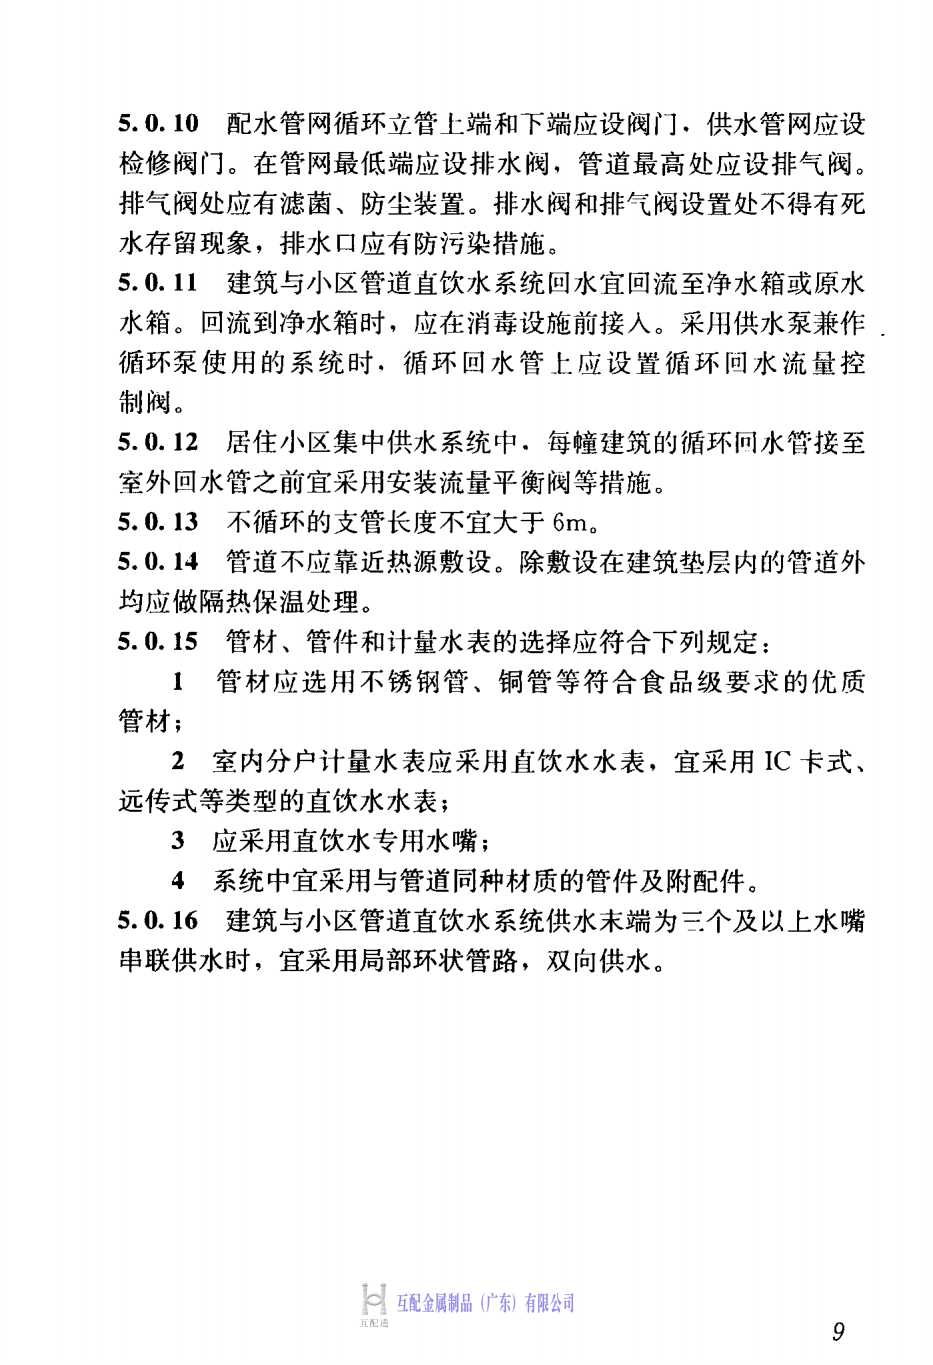 5.0.10 配水管网循环立管上端和下端应设阀门，供水管网应设
检修阀门。在管网最低端应设排水阀，管道最高处应设排气阀。
排气阀处应有滤菌、防尘装置。排水阀和排气阀设置处不得有死
水存留现象，排水口应有防污染措施。
5.0.11 建筑与小区管道直饮水系统回水宜回流至净水箱或原水
水箱。回流到净水箱时，应在消毒设施前接入。采用供水泵兼作
循环泵使用的系统时，循环回水管上应设置循环回水流量控
制阀。
5.0.12 居住小区集中供水系统中，每幢建筑的循环回水管接至
室外回水管之前宜采用安装流量平衡阀等措施。
5.0.13 不循环的支管长度不宜大于 6m。
5.0.14 管道不应靠近热源敷设。除敷设在建筑垫层内的管道外
均应做隔热保温处理。
5.0.15 管材、管件和计量水表的选择应符合下列规定：
1 管材应选用不锈钢管、铜管等符合食品级要求的优质
管材；
2 室内分户计量水表应采用直饮水水表，宜采用 IC 卡式、
远传式等类型的直饮水水表；
3 应采用直饮水专用水嘴；
4 系统中宜采用与管道同种材质的管件及附配件。
5.0.16 建筑与小区管道直饮水系统供水末端为三个及以上水嘴
串联供水时，宜采用局部环状管路，双向供水。
互配金属制品（广东）有限公司
互配通
9